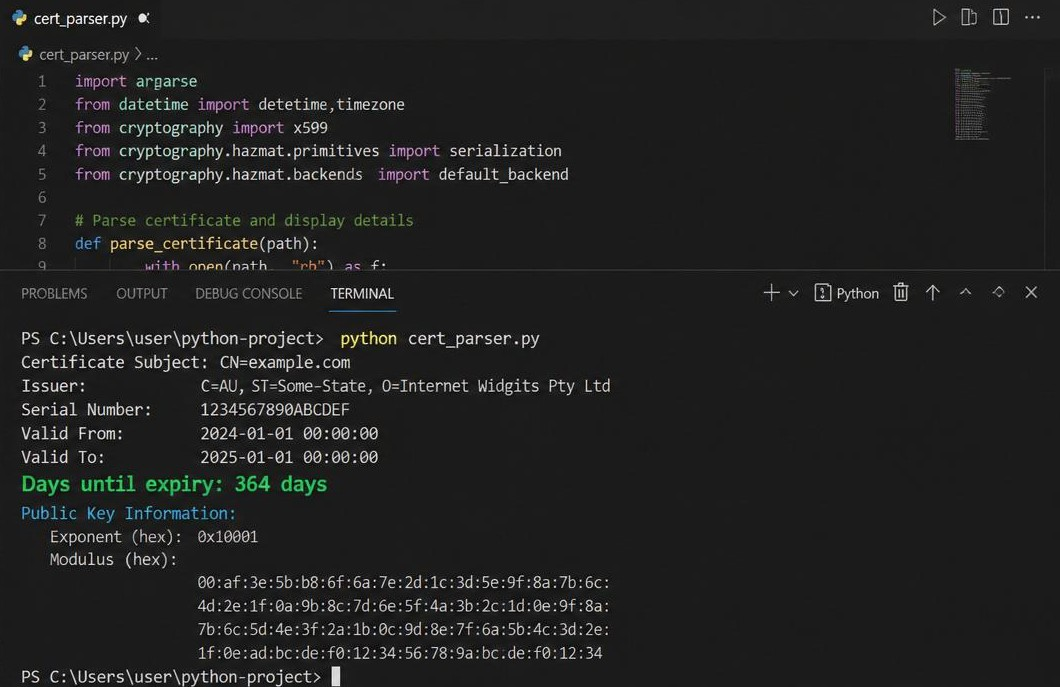 cert_parser.py
cert_parser.py > ...
1 import argarse
2 from datetime import detetime,timezone
3 from cryptography import x599
4 from cryptography.hazmat.primitives import serialization
5 from cryptography.hazmat.backends import default_backend
6
7 # Parse certificate and display details
8 def parse_certificate(path):
9 with open(path, "rb") as f:
PROBLEMS OUTPUT DEBUG CONSOLE TERMINAL Python
PS C:\Users\user\python-project> python cert_parser.py
Certificate Subject: CN=example.com
Issuer: C=AU, ST=Some-State, O=Internet Widgits Pty Ltd
Serial Number: 1234567890ABCDEF
Valid From: 2024-01-01 00:00:00
Valid To: 2025-01-01 00:00:00
Days until expiry: 364 days
Public Key Information:
Exponent (hex): 0x10001
Modulus (hex):
00:af:3e:5b:b8:6f:6a:7e:2d:1c:3d:5e:9f:8a:7b:6c:
4d:2e:1f:0a:9b:8c:7d:6e:5f:4a:3b:2c:1d:0e:9f:8a:
7b:6c:5d:4e:3f:2a:1b:0c:9d:8e:7f:6a:5b:4c:3d:2e:
1f:0e:ad:bc:de:f0:12:34:56:78:9a:bc.de:f0:12:34
PS C:\Users\user\python-project>